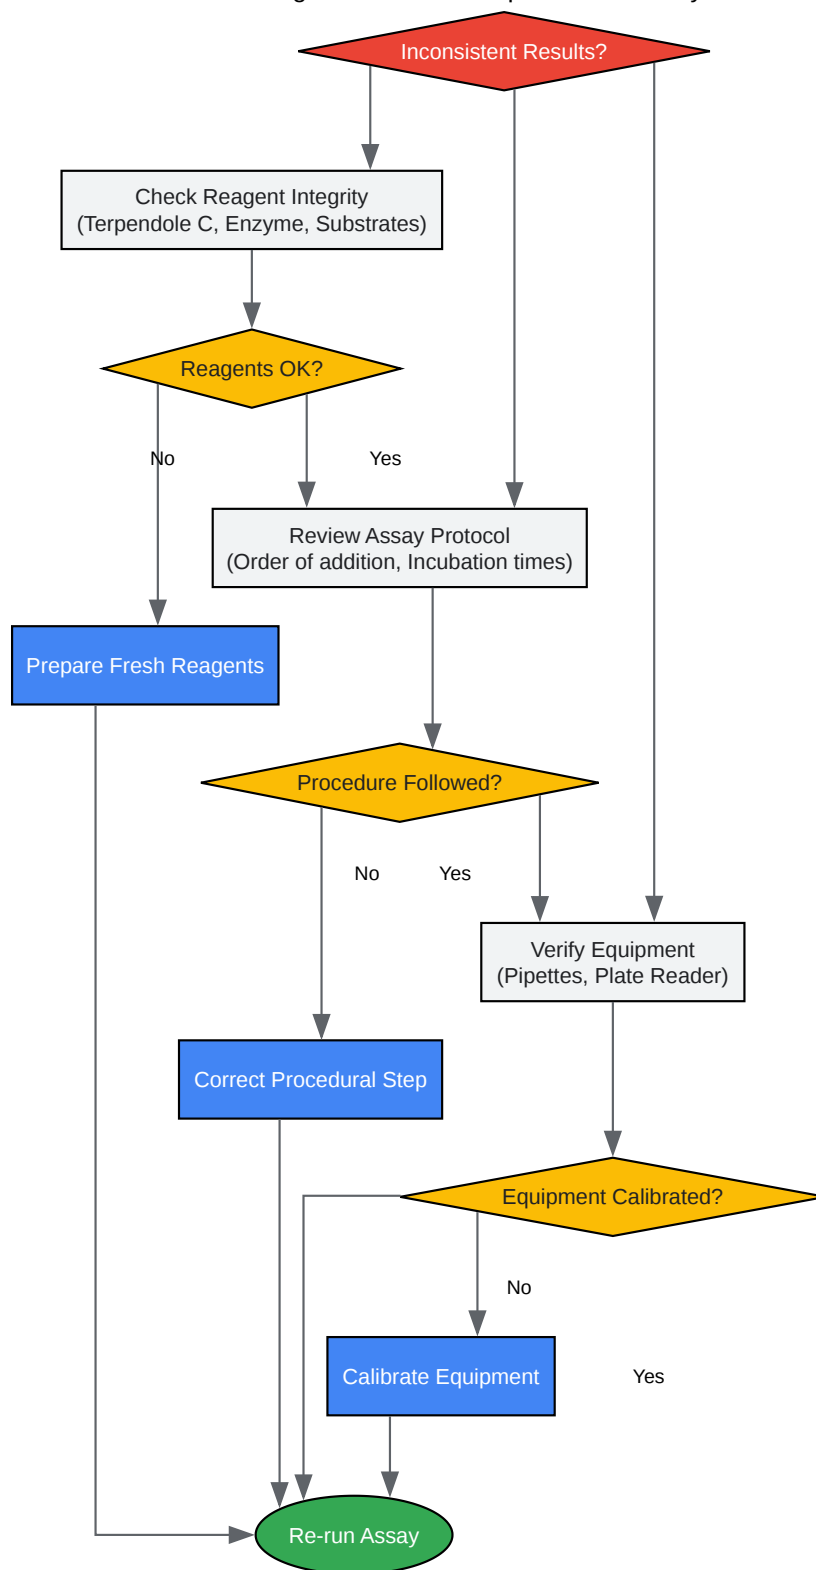 Inconsistent Results?
Check Reagent Integrity
(Terpendole C, Enzyme, Substrates)
Reagents OK?
No
Yes
Review Assay Protocol
(Order of addition, Incubation times)
Prepare Fresh Reagents
Procedure Followed?
No
Yes
Verify Equipment
(Pipettes, Plate Reader)
Correct Procedural Step
Equipment Calibrated?
No
Calibrate Equipment
Yes
Re-run Assay